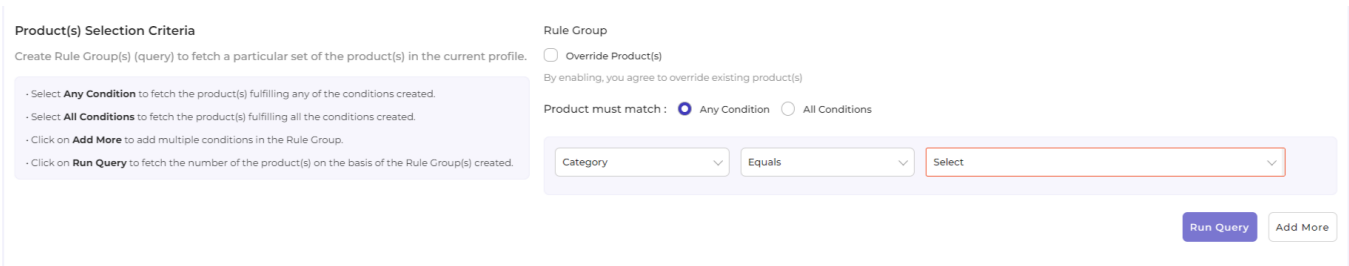 Product(s) Selection Criteria
Create Rule Group(s) (query) to fetch a particular set of the product(s) in the current profile.
· Select Any Condition to fetch the product(s) fulfilling any of the conditions created.
· Select All Conditions to fetch the product(s) fulfilling all the conditions created.
· Click on Add More to add multiple conditions in the Rule Group.
· Click on Run Query to fetch the number of the product(s) on the basis of the Rule Group(s) created.
Rule Group
Override Product(s)
By enabling, you agree to override existing product(s)
Product must match : Any Condition All Conditions
Category Equals Select
Run Query Add More